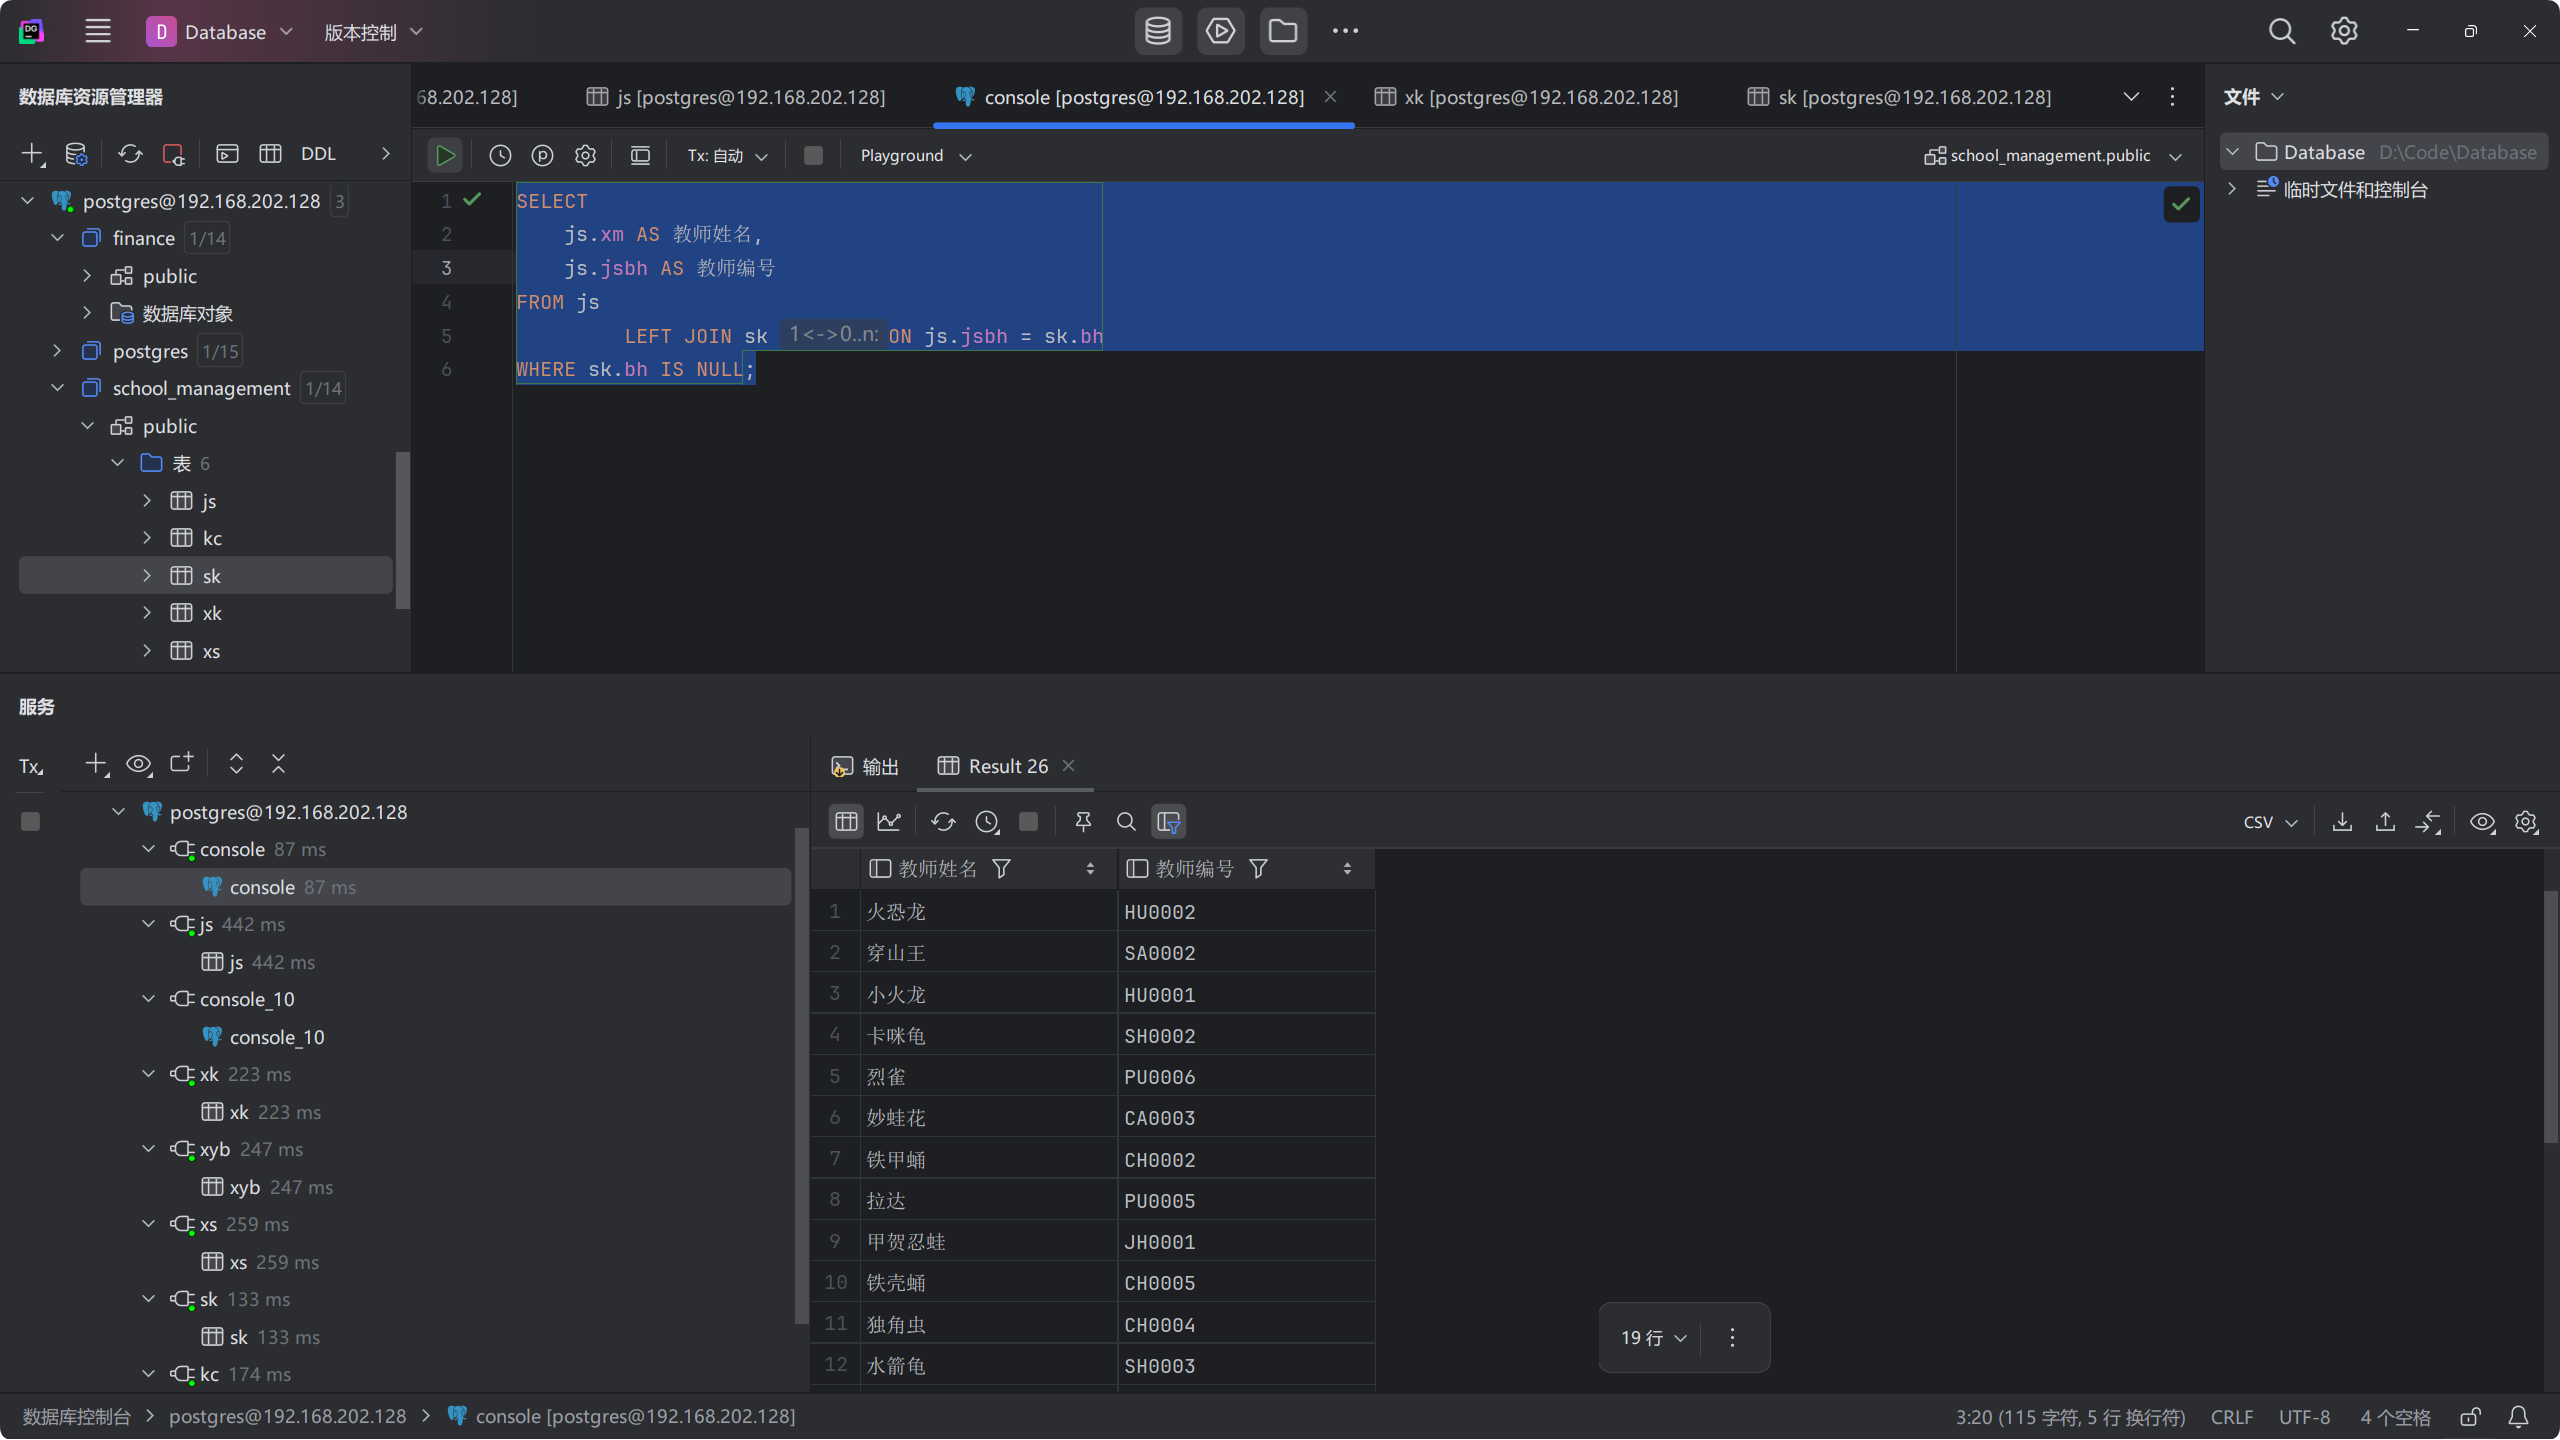 D Database 版本控制
数据库资源管理器
DDL
postgres@192.168.202.128 3
finance 1/14
public
数据库对象
postgres 1/15
school_management 1/14
public
表 6
js
kc
sk
xk
xs
68.202.128]
js [postgres@192.168.202.128]
console [postgres@192.168.202.128]
xk [postgres@192.168.202.128]
sk [postgres@192.168.202.128]
Tx: 自动
Playground
school_management.public
1 SELECT
2 js.xm AS 教师姓名,
3 js.jsbh AS 教师编号
4 FROM js
5 LEFT JOIN sk 1<->0..n: ON js.jsbh = sk.bh
6 WHERE sk.bh IS NULL;
文件
Database D:\Code\Database
临时文件和控制台
服务
Tx
postgres@192.168.202.128
console 87 ms
console 87 ms
js 442 ms
js 442 ms
console_10
console_10
xk 223 ms
xk 223 ms
xyb 247 ms
xyb 247 ms
xs 259 ms
xs 259 ms
sk 133 ms
sk 133 ms
kc 174 ms
输出
Result 26
CSV
教师姓名 教师编号
1 火恐龙 HU0002
2 穿山王 SA0002
3 小火龙 HU0001
4 卡咪龟 SH0002
5 烈雀 PU0006
6 妙蛙花 CA0003
7 铁甲蛹 CH0002
8 拉达 PU0005
9 甲贺忍蛙 JH0001
10 铁壳蛹 CH0005
11 独角虫 CH0004
12 水箭龟 SH0003
19 行
数据库控制台 postgres@192.168.202.128 console [postgres@192.168.202.128]
3:20 (115 字符, 5 行 换行符) CRLF UTF-8 4 个空格